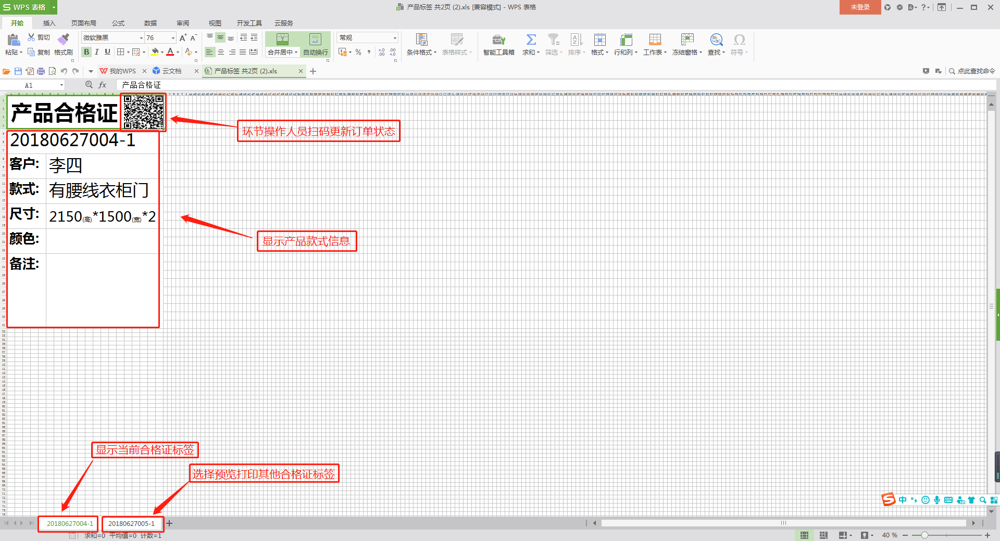 WPS 表格
产品标签 共2页 (2).xls [兼容模式] - WPS 表格
未登录
开始 插入 页面布局 公式 数据 审阅 视图 开发工具 云服务
粘贴 剪切 复制 格式刷
微软雅黑 76
B I U
合并居中 自动换行
常规
条件格式 表格样式 智能工具箱 求和 筛选 排序 格式 行和列 工作表 冻结窗格 查找 符号
我的WPS 云文档 产品标签 共2页 (2).xls
点此查找命令
A1 fx 产品合格证
产品合格证
环节操作人员扫码更新订单状态
20180627004-1
客户: 李四
款式: 有腰线衣柜门
尺寸: 2150(高)*1500(宽)*2
显示产品款式信息
颜色:
备注:
显示当前合格证标签
选择预览打印其他合格证标签
中
20180627004-1 20180627005-1
求和=0 平均值=0 计数=1
40 %